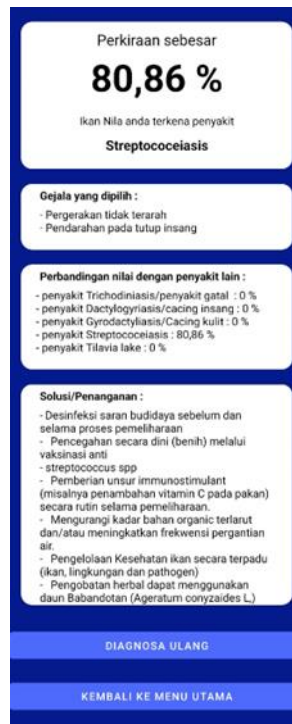 Perkiraan sebesar
80,86 %
Ikan Nila anda terkena penyakit
Streptococeiasis
Gejala yang dipilih :
- Pergerakan tidak terarah
- Pendarahan pada tutup insang
Perbandingan nilai dengan penyakit lain :
- penyakit Trichodiniasis/penyakit gatal : 0 %
- penyakit Dactylogyriasis/cacing insang : 0 %
- penyakit Gyrodactyliasis/Cacing kulit : 0 %
- penyakit Streptococeiasis : 80,86 %
- penyakit Tilavia lake : 0 %
Solusi/Penanganan :
- Desinfeksi saran budidaya sebelum dan
selama proses pemeliharaan
- Pencegahan secara dini (benih) melalui
vaksinasi anti
- streptococcus spp
- Pemberian unsur immunostimulant
(misalnya penambahan vitamin C pada pakan)
secara rutin selama pemeliharaan.
- Mengurangi kadar bahan organic terlarut
dan/atau meningkatkan frekwensi pergantian
air.
- Pengelolaan Kesehatan ikan secara terpadu
(ikan, lingkungan dan pathogen)
- Pengobatan herbal dapat menggunakan
daun Babandotan (Ageratum conyzaides L,)
DIAGNOSA ULANG
KEMBALI KE MENU UTAMA